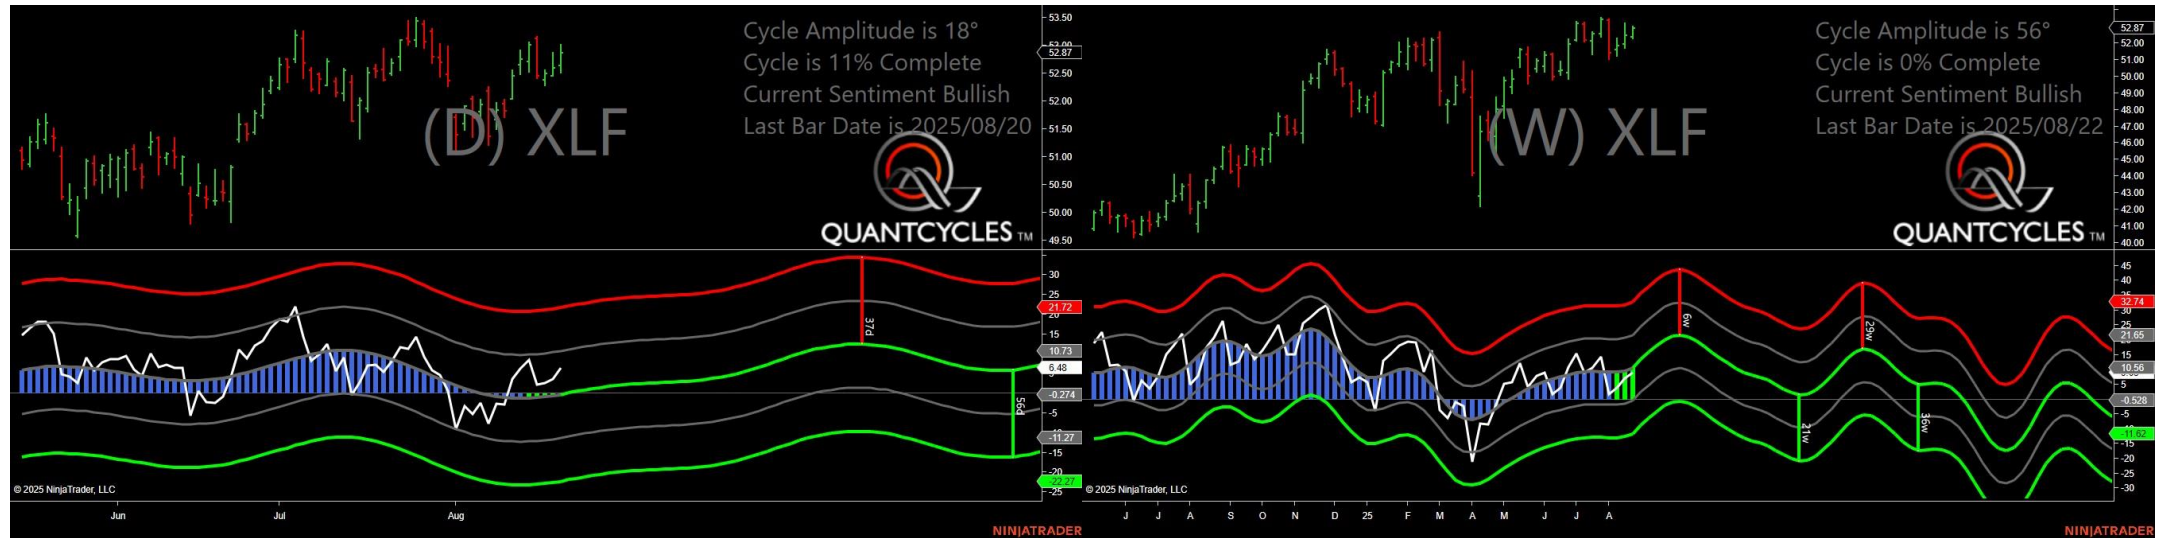 Cycle Amplitude is 18°
Cycle is 11% Complete
Current Sentiment Bullish
Last Bar Date is 2025/08/20
(D) XLF
QUANTCYCLES TM
53.50
53.00
52.87
52.50
52.00
51.50
51.00
50.50
50.00
49.50
30
25
21.72
20
15
10.73
6.48
-0.274
-5
-11.27
-15
-20
-22.27
-25
37d
56d
© 2025 NinjaTrader, LLC
Jun
Jul
Aug
NINJATRADER
Cycle Amplitude is 56°
Cycle is 0% Complete
Current Sentiment Bullish
Last Bar Date is 2025/08/22
(W) XLF
QUANTCYCLES TM
52.87
52.00
51.00
50.00
49.00
48.00
47.00
46.00
45.00
44.00
43.00
42.00
41.00
40.00
45
40
32.74
30
25
21.65
15
10.56
5
-0.528
-5
-11.62
-15
-20
-25
-30
6w
29w
21w
36w
© 2025 NinjaTrader, LLC
J
J
A
S
O
N
D
25
F
M
A
M
J
J
A
NINJATRADER